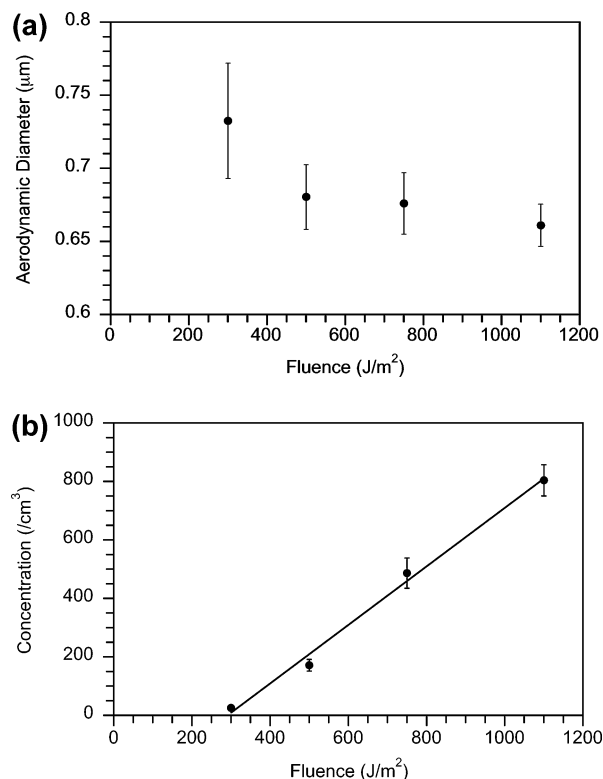 (a)
Aerodynamic Diameter (μm)
0.8
0.75
0.7
0.65
0.6
0 200 400 600 800 1000 1200
Fluence (J/m²)
(b)
Concentration (/cm³)
1000
800
600
400
200
0
0 200 400 600 800 1000 1200
Fluence (J/m²)